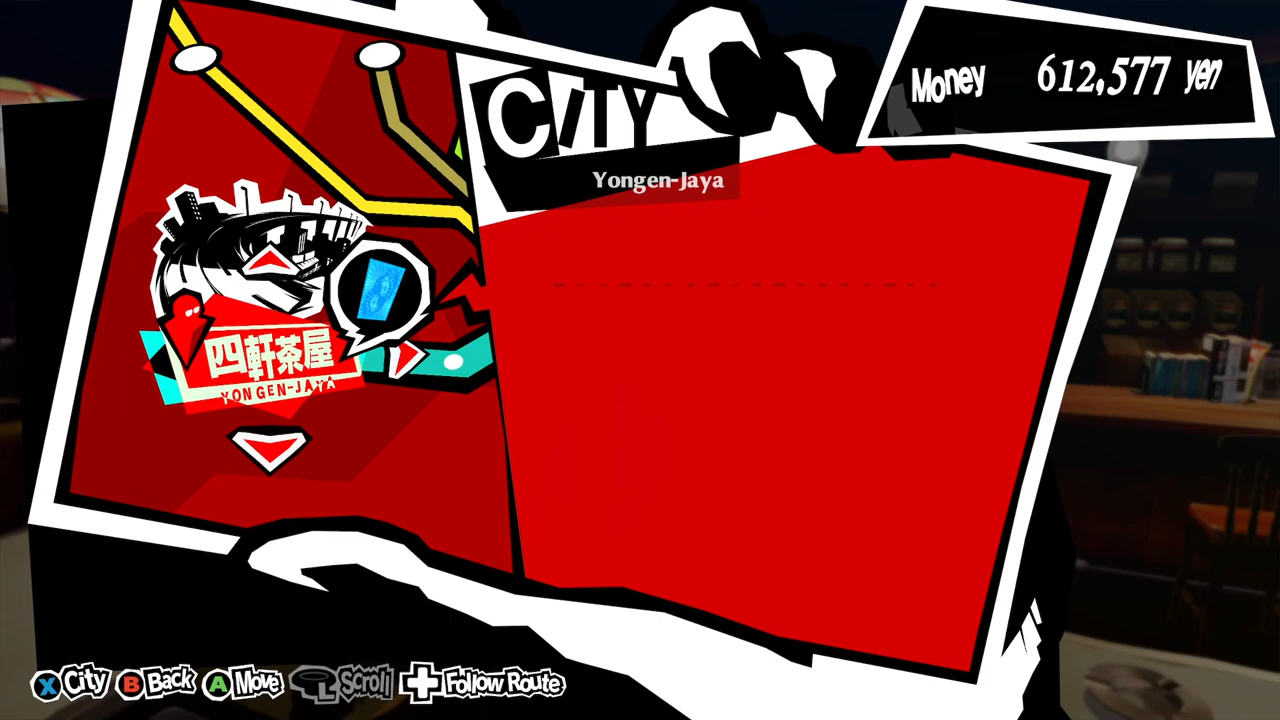 CITY
Yongen-Jaya
Money 612,577 yen
四軒茶屋
YONGEN-JAYA
X City B Back A Move L Scroll Follow Route